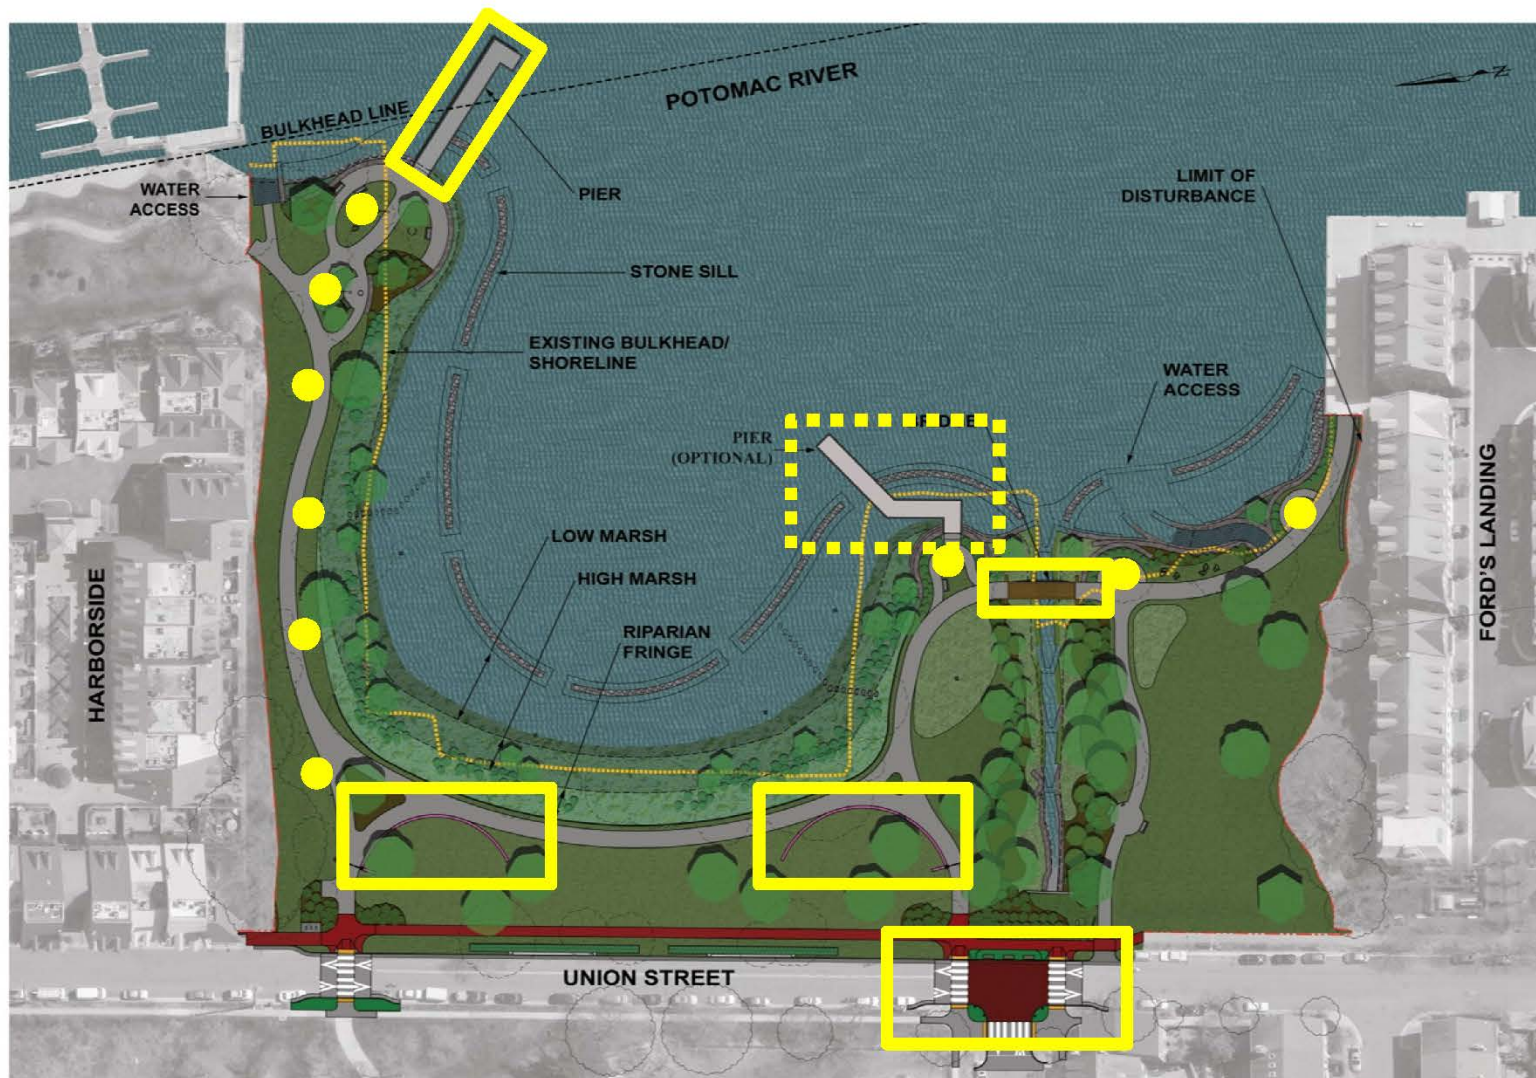 POTOMAC RIVER
N
BULKHEAD LINE
WATER
ACCESS
PIER
LIMIT OF
DISTURBANCE
STONE SILL
EXISTING BULKHEAD/
SHORELINE
WATER
ACCESS
PIER
(OPTIONAL)
LOW MARSH
HIGH MARSH
RIPARIAN
FRINGE
HARBORSIDE
FORD'S LANDING
UNION STREET